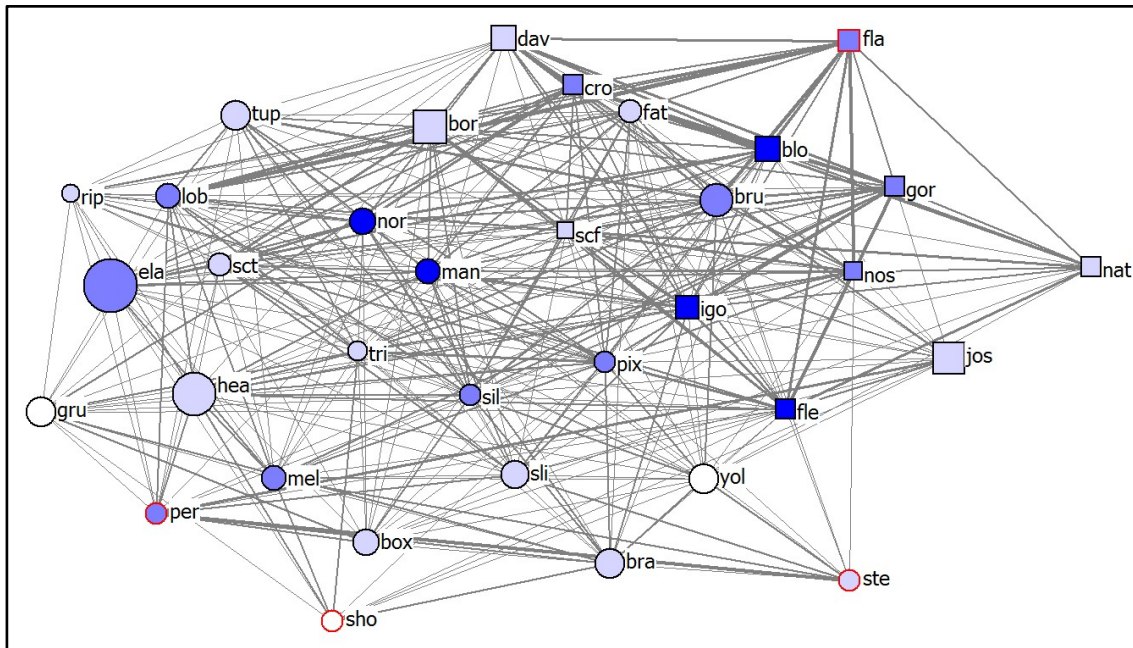 dav
fla
cro
tup
fat
bor
blo
rip
lob
bru
gor
nor
scf
ela
sct
man
nos
nat
igo
tri
pix
jos
hea
sil
gru
fle
mel
sli
yol
per
box
bra
ste
sho